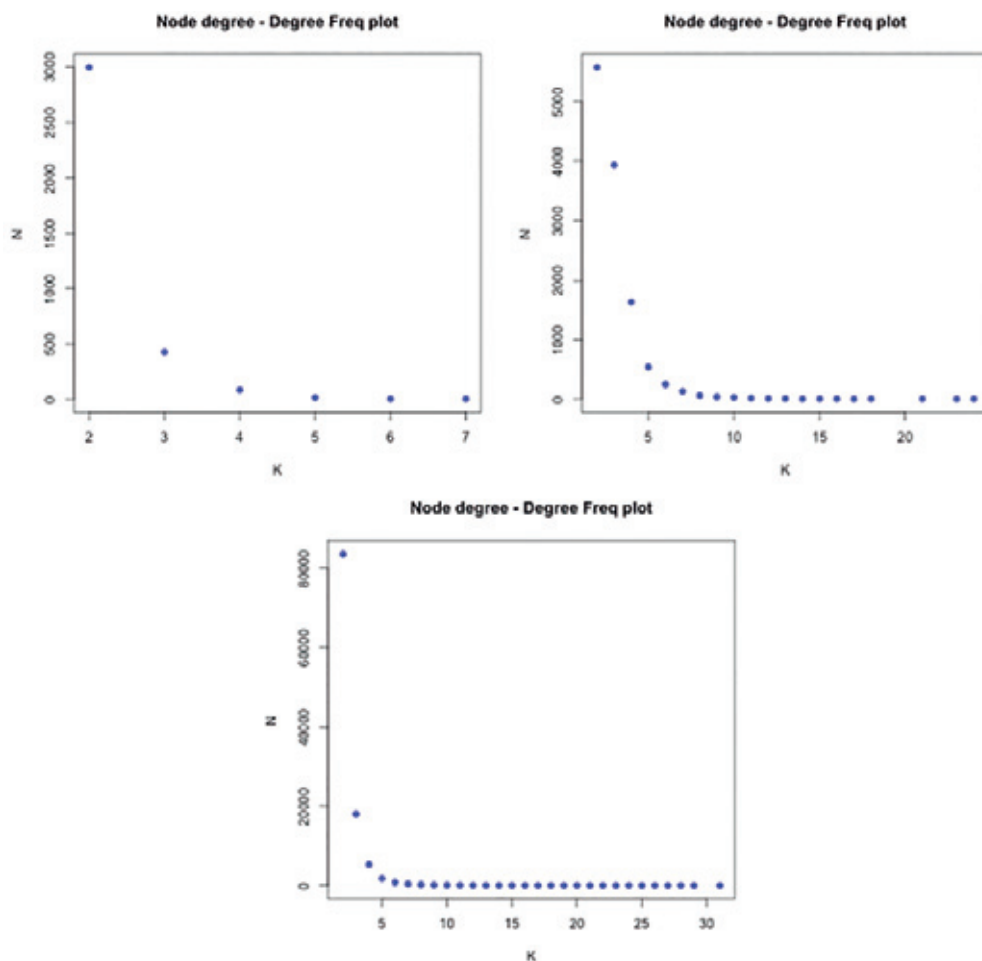 Node degree - Degree Freq plot
3000
2500
2000
1500
1000
500
0
N
2 3 4 5 6 7
K
Node degree - Degree Freq plot
5000
4000
3000
2000
1000
0
N
5 10 15 20
K
Node degree - Degree Freq plot
80000
60000
40000
20000
0
N
5 10 15 20 25 30
K